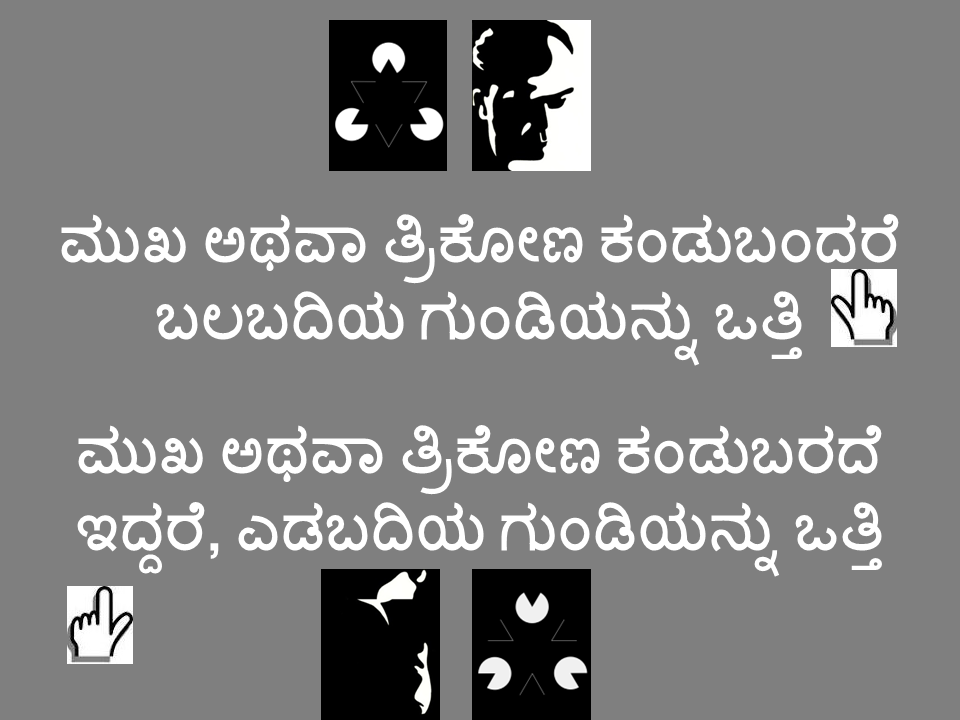 ಮುಖ ಅಥವಾ ತ್ರಿಕೋಣ ಕಂಡುಬಂದರೆ
ಬಲಬದಿಯ ಗುಂಡಿಯನ್ನು ಒತ್ತಿ
ಮುಖ ಅಥವಾ ತ್ರಿಕೋಣ ಕಂಡುಬರದೆ
ಇದ್ದರೆ, ಎಡಬದಿಯ ಗುಂಡಿಯನ್ನು ಒತ್ತಿ